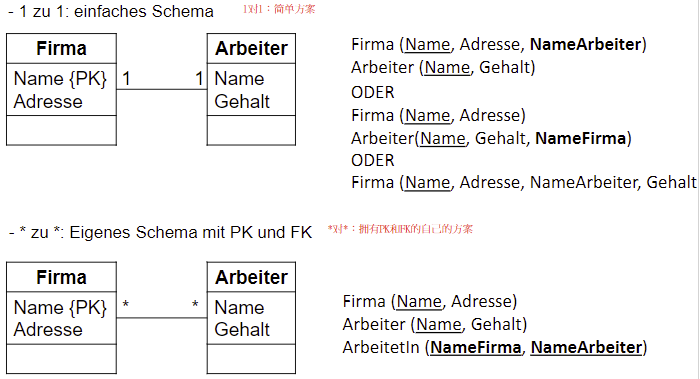 - 1 zu 1: einfaches Schema
1对1：简单方案
Firma
Arbeiter
Name {PK}
1
1
Name
Adresse
Gehalt
Firma (Name, Adresse, NameArbeiter)
Arbeiter (Name, Gehalt)
ODER
Firma (Name, Adresse)
Arbeiter(Name, Gehalt, NameFirma)
ODER
Firma (Name, Adresse, NameArbeiter, Gehalt
- * zu *: Eigenes Schema mit PK und FK
*对*：拥有PK和FK的自己的方案
Firma
Arbeiter
Name {PK}
*
*
Name
Adresse
Gehalt
Firma (Name, Adresse)
Arbeiter (Name, Gehalt)
ArbeitetIn (NameFirma, NameArbeiter)